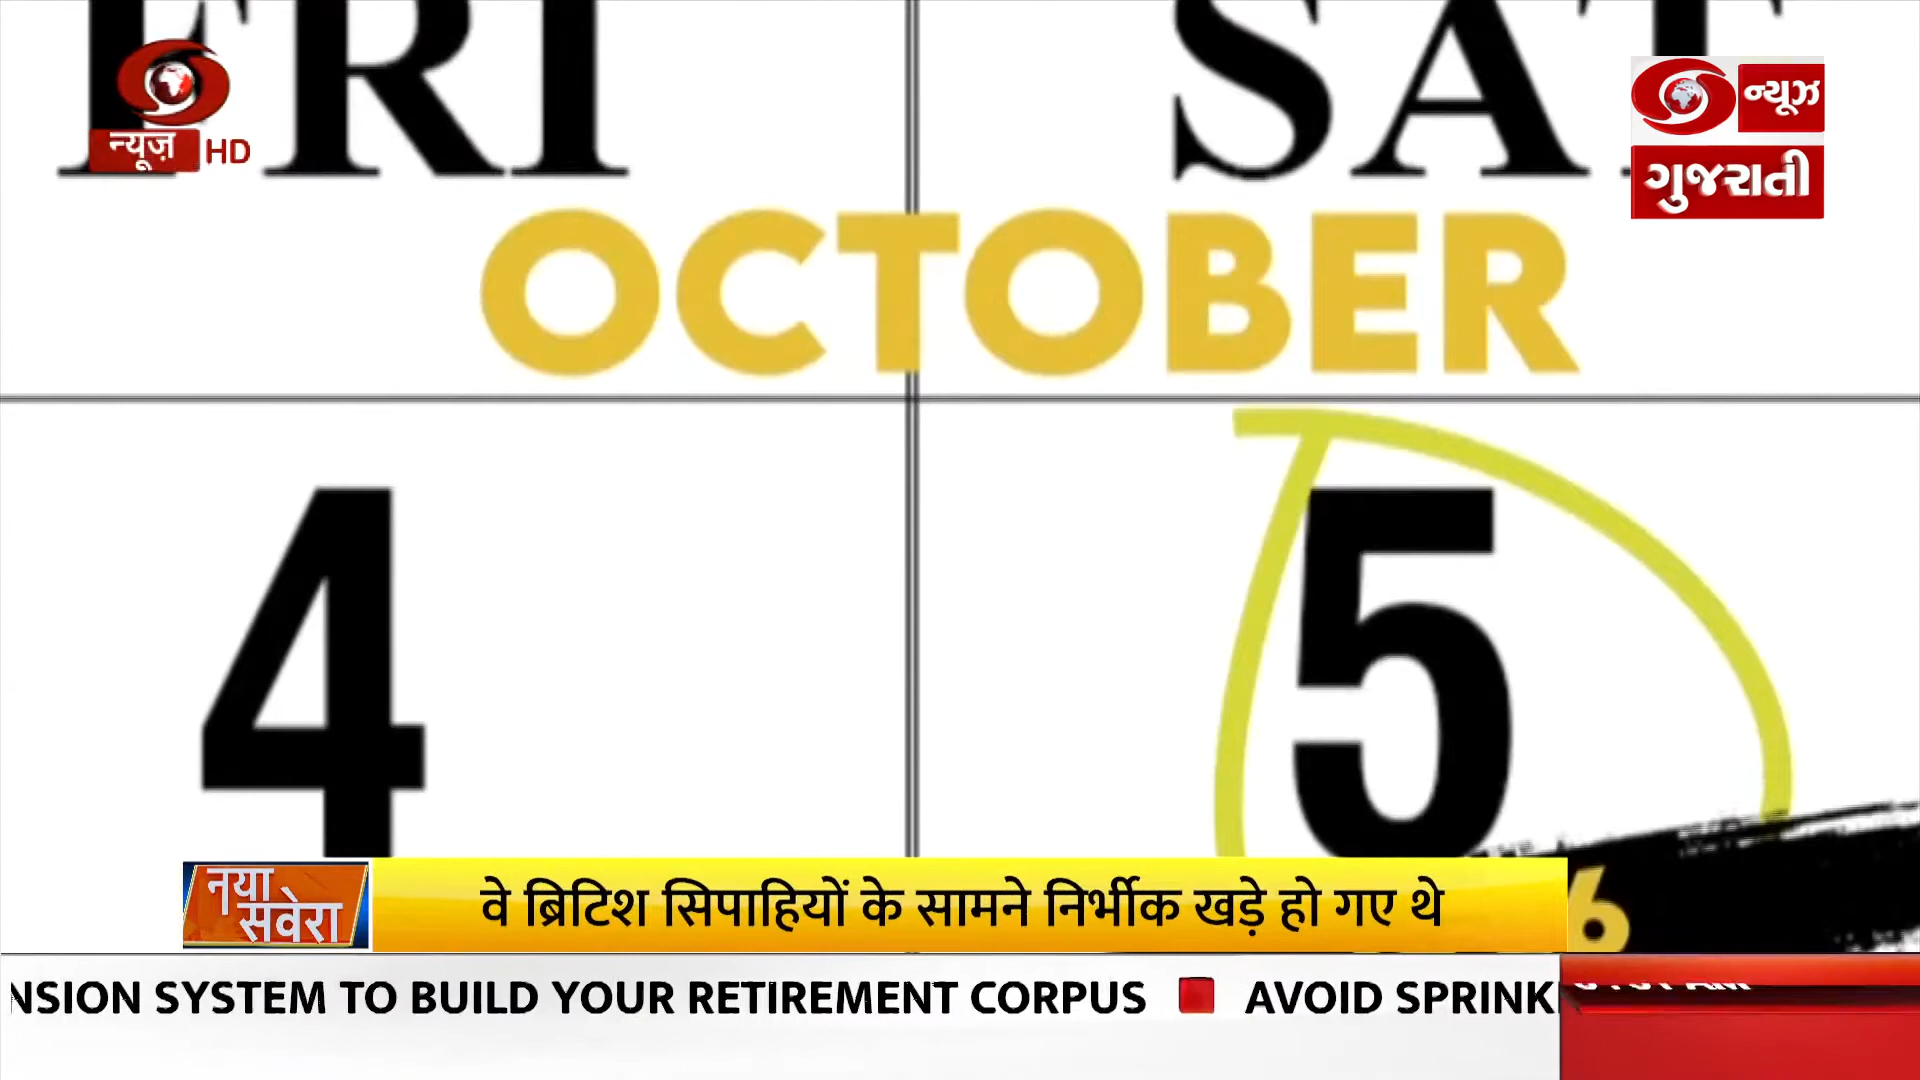 FRI
SAT
न्यूज़ HD
ન્યૂઝ
ગુજરાતી
OCTOBER
4
5
6
नया
सवेरा
वे ब्रिटिश सिपाहियों के सामने निर्भीक खड़े हो गए थे
NSION SYSTEM TO BUILD YOUR RETIREMENT CORPUS
AVOID SPRINK